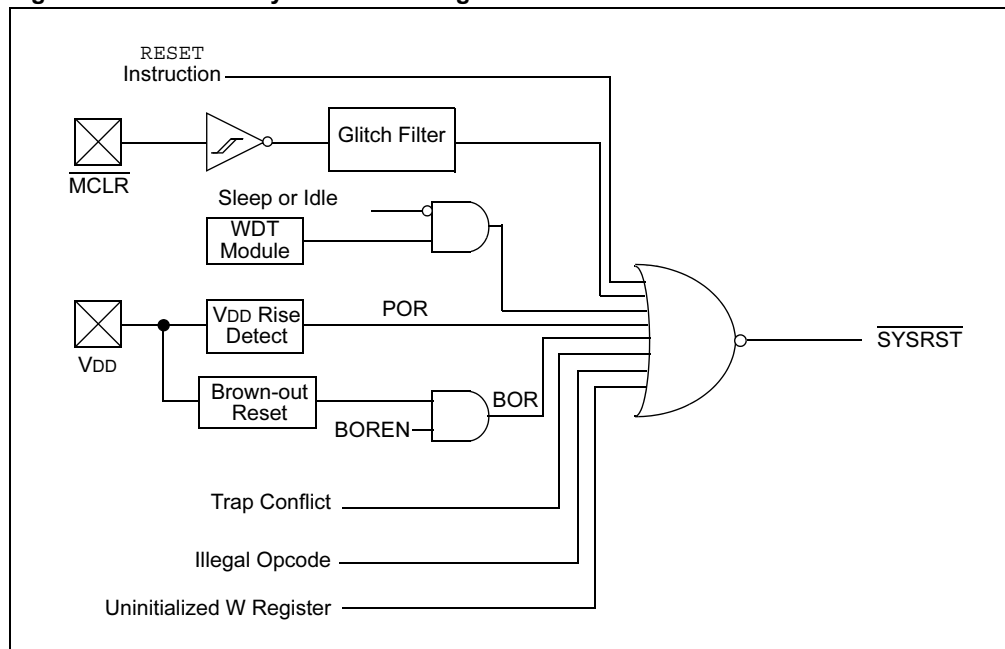 RESET
Instruction
Glitch Filter
MCLR
Sleep or Idle
WDT
Module
VDD Rise
Detect
POR
SYSRST
VDD
Brown-out
Reset
BOR
BOREN
Trap Conflict
Illegal Opcode
Uninitialized W Register